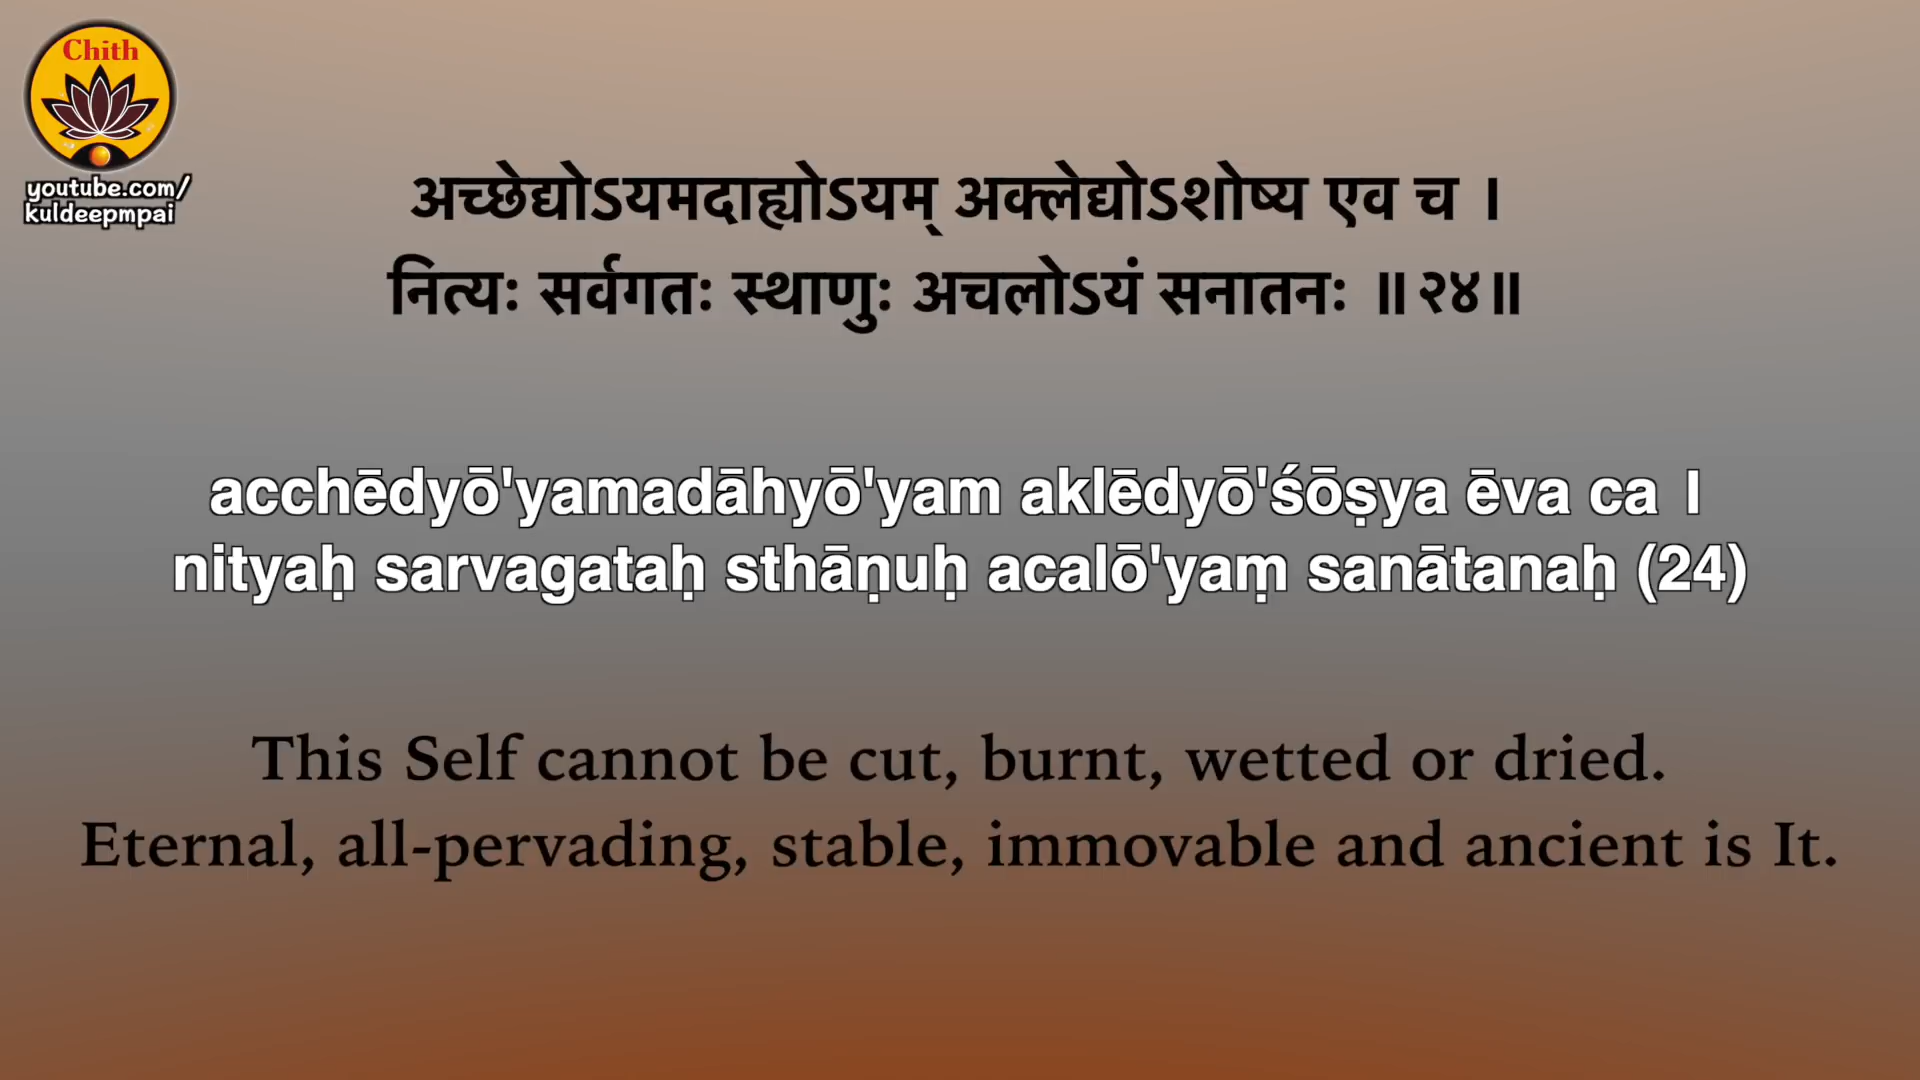 Chith
youtube.com/
kuldeepmpai
अच्छेद्योऽयमदाह्योऽयम् अक्लेद्योऽशोष्य एव च ।
नित्यः सर्वगतः स्थाणुः अचलोऽयं सनातनः ॥२४॥
acchēdyō'yamadāhyō'yam aklēdyō'śōṣya ēva ca ।
nityaḥ sarvagataḥ sthāṇuḥ acalō'yaṃ sanātanaḥ (24)
This Self cannot be cut, burnt, wetted or dried.
Eternal, all-pervading, stable, immovable and ancient is It.